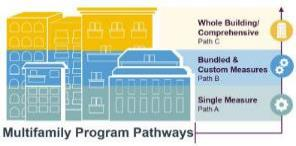 Whole Building/
Comprehensive
Path C
Bundled &
Custom Measures
Path B
Single Measure
Path A
Multifamily Program Pathways